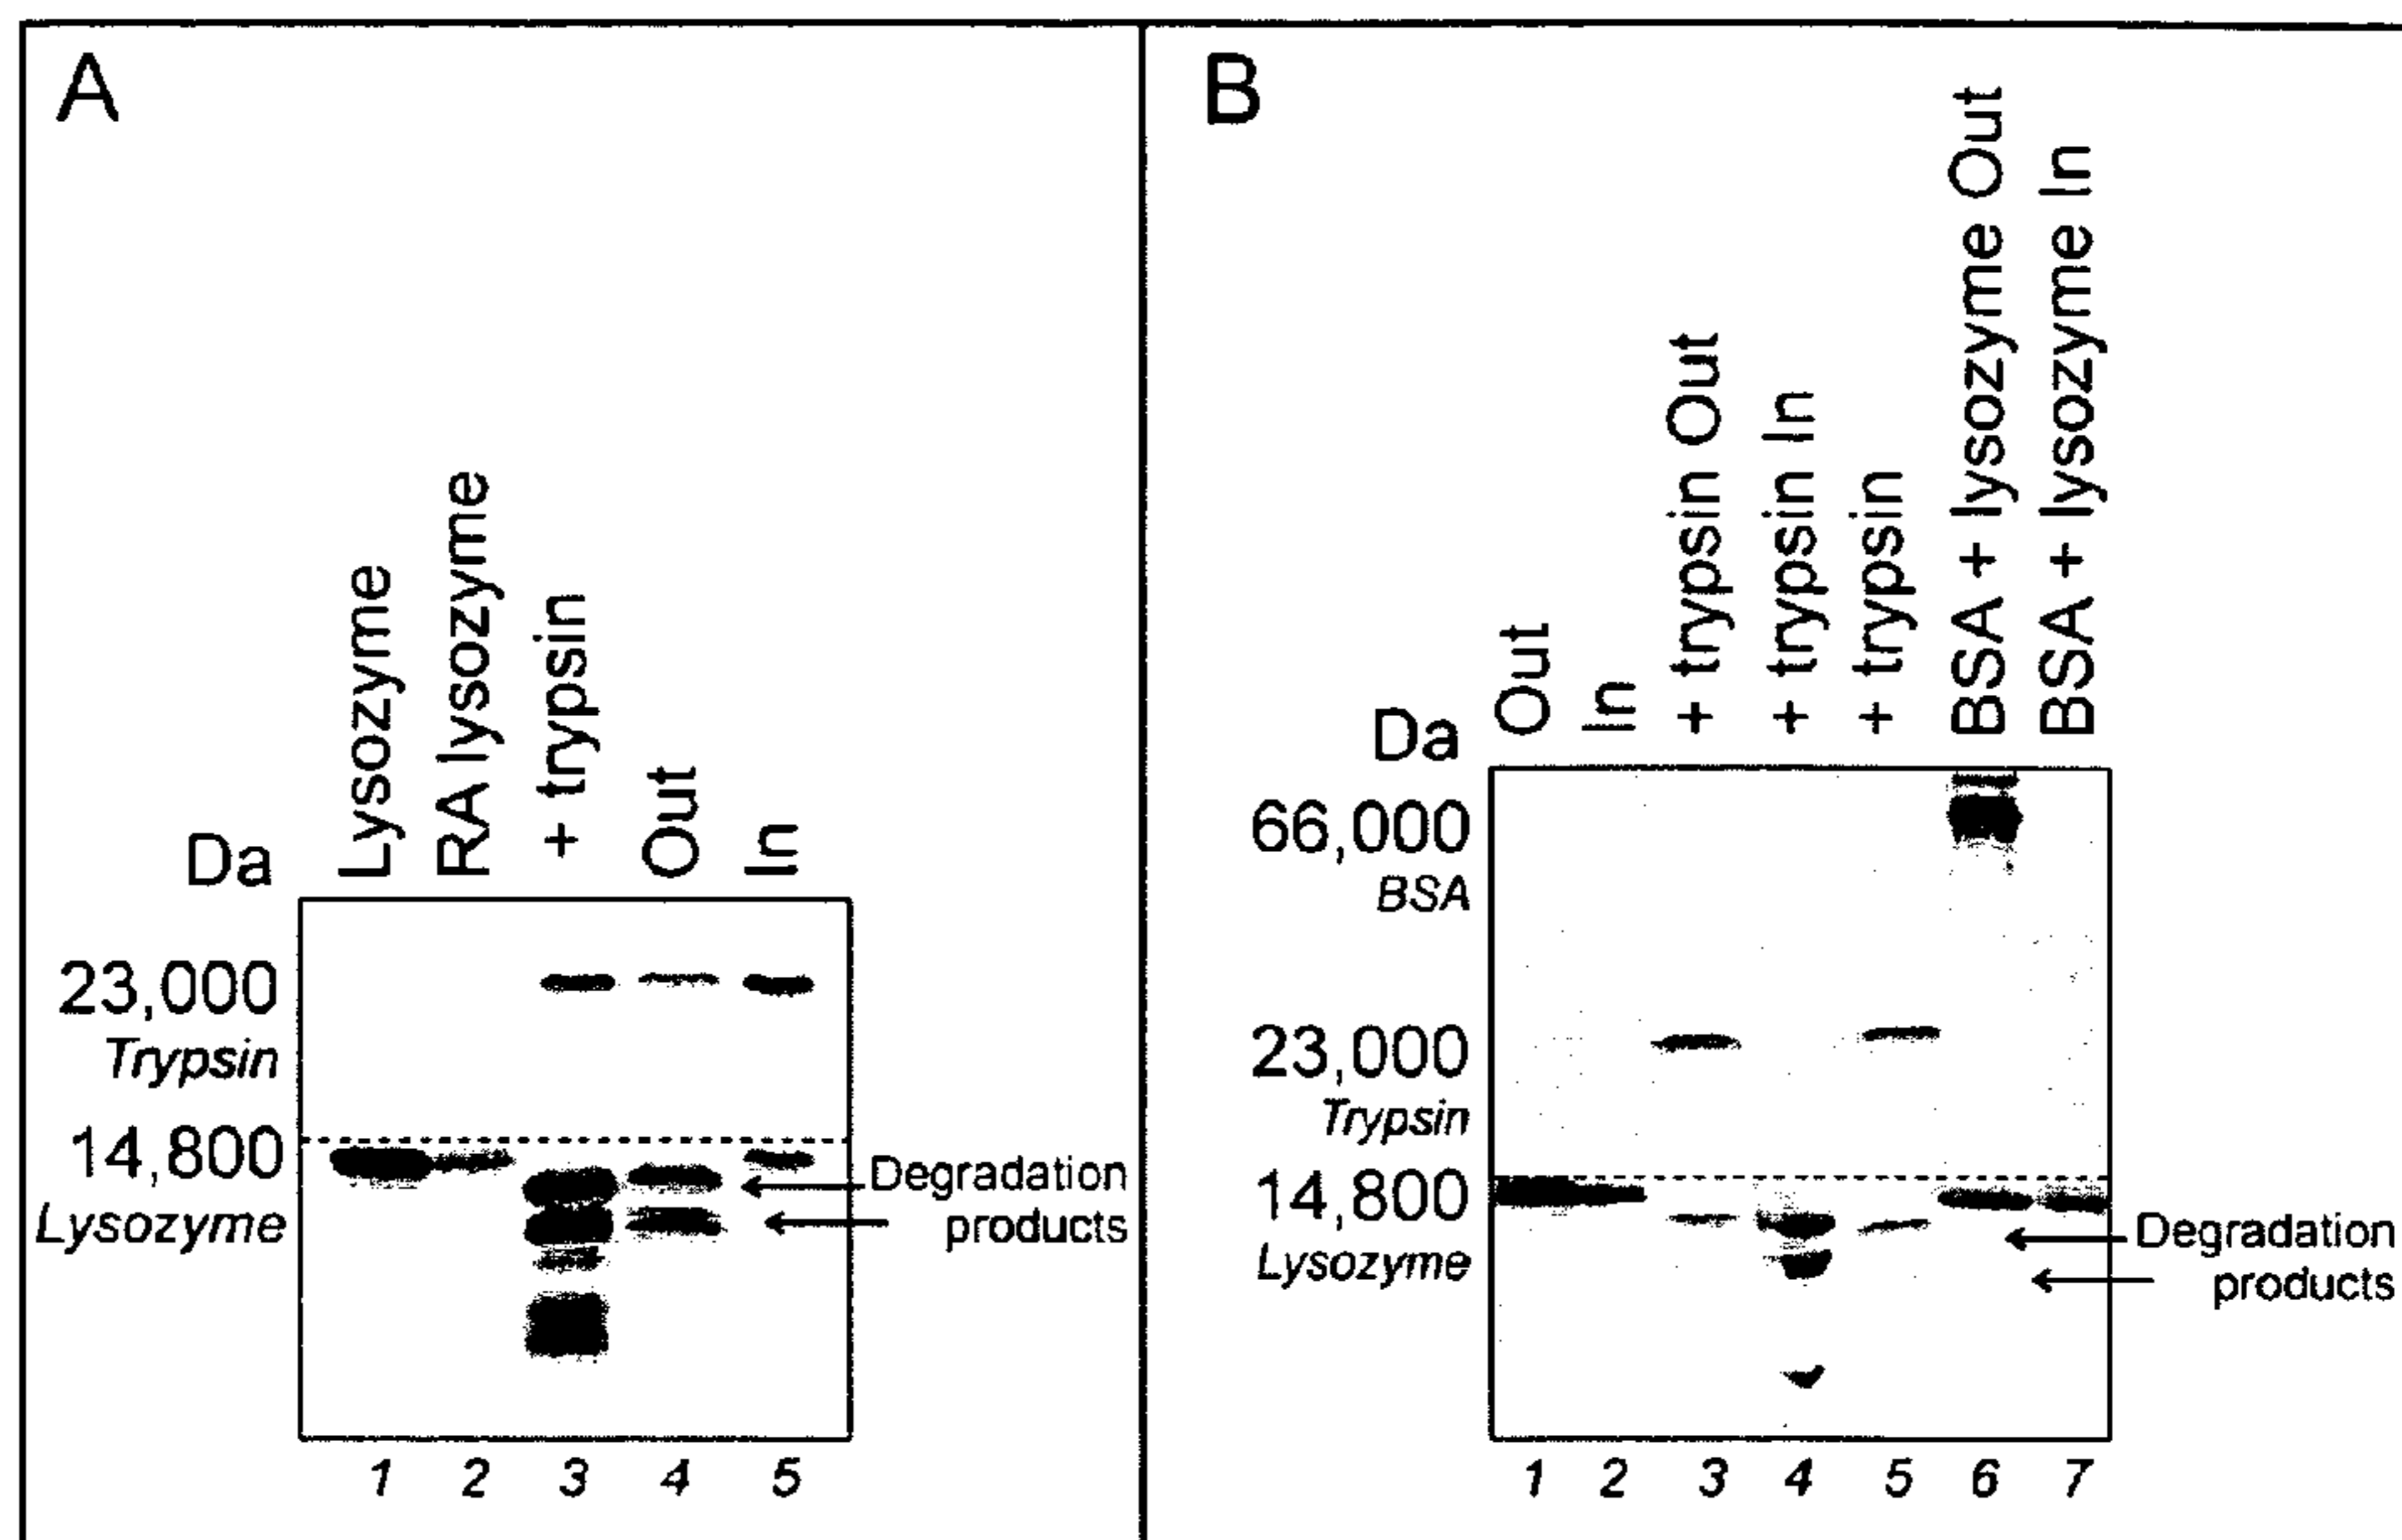 A
Lysozyme
RA lysozyme
+ trypsin
Out
In
Da
23,000
Trypsin
14,800
Lysozyme
Degradation
products
1 2 3 4 5
B
Out
In
+ trypsin Out
+ trypsin In
+ trypsin
BSA + lysozyme Out
BSA + lysozyme In
Da
66,000
BSA
23,000
Trypsin
14,800
Lysozyme
Degradation
products
1 2 3 4 5 6 7